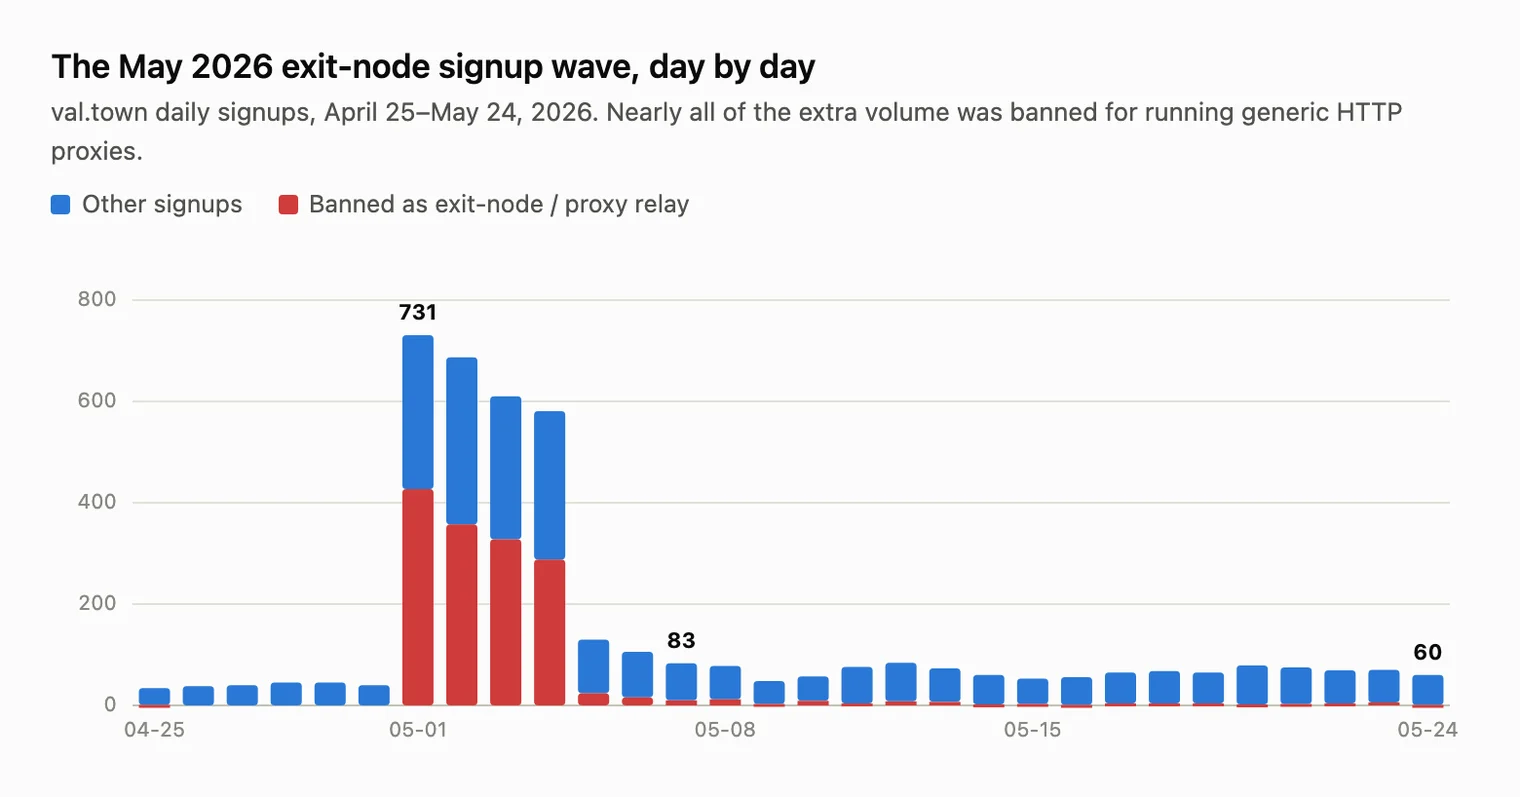 The May 2026 exit-node signup wave, day by day
val.town daily signups, April 25–May 24, 2026. Nearly all of the extra volume was banned for running generic HTTP
proxies.
Other signups Banned as exit-node / proxy relay
800
731
600
400
200
83
60
0
04-25 05-01 05-08 05-15 05-24